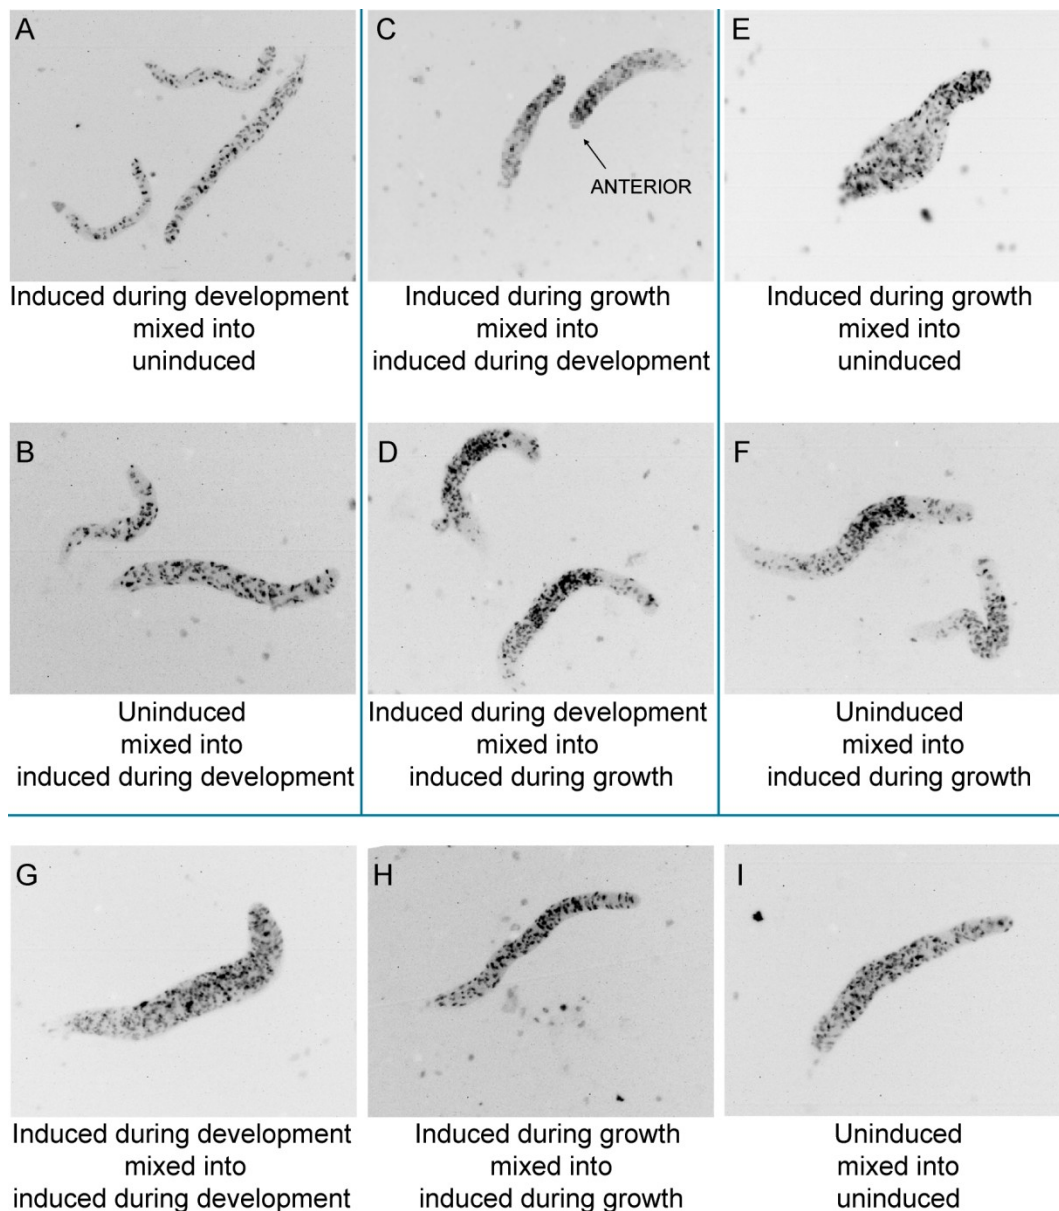 A
C
E
ANTERIOR
Induced during development
mixed into
uninduced
Induced during growth
mixed into
induced during development
Induced during growth
mixed into
uninduced
B
D
F
Uninduced
mixed into
induced during development
Induced during development
mixed into
induced during growth
Uninduced
mixed into
induced during growth
G
H
I
Induced during development
mixed into
induced during development
Induced during growth
mixed into
induced during growth
Uninduced
mixed into
uninduced